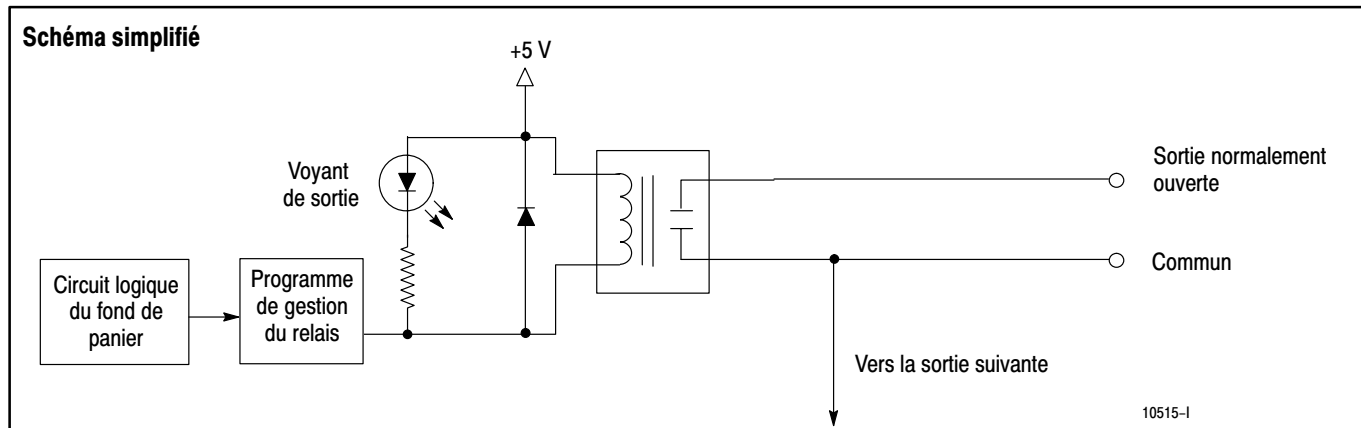 Schéma simplifié
+5 V
Voyant
de sortie
Sortie normalement
ouverte
Commun
Circuit logique
du fond de
panier
Programme
de gestion
du relais
Vers la sortie suivante
10515–I